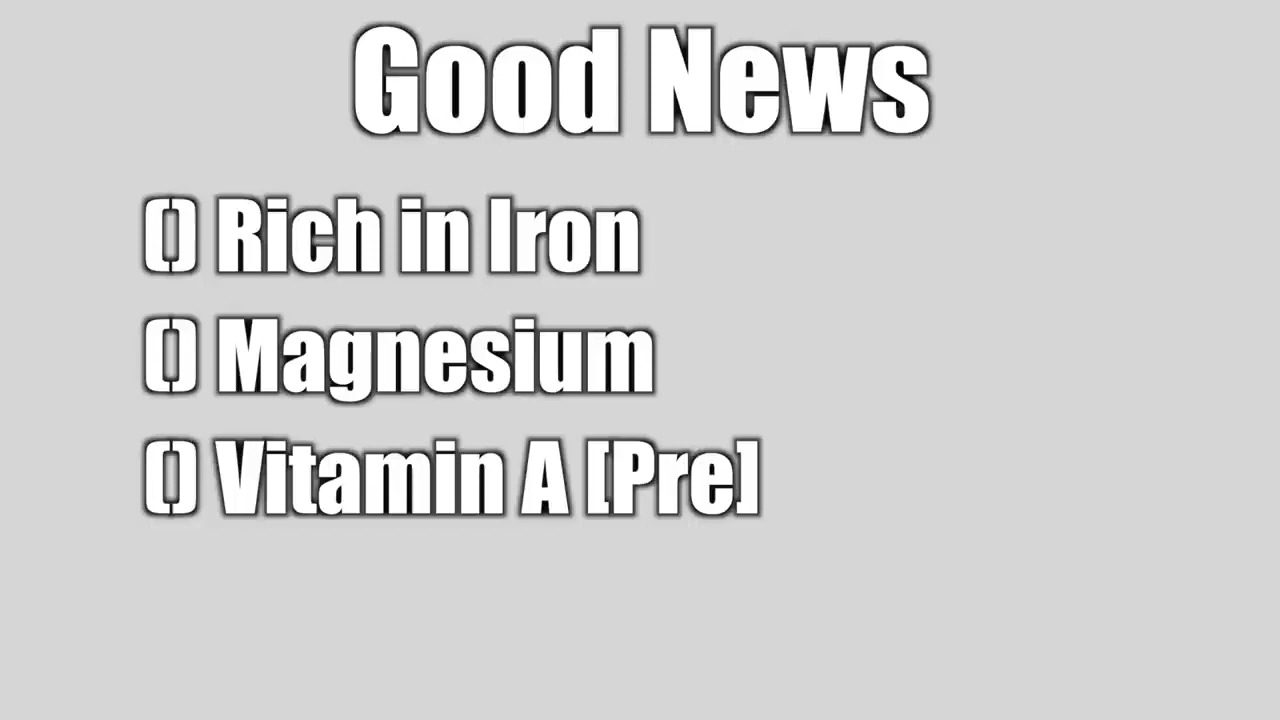 Good News
() Rich in Iron
() Magnesium
() Vitamin A [Pre]